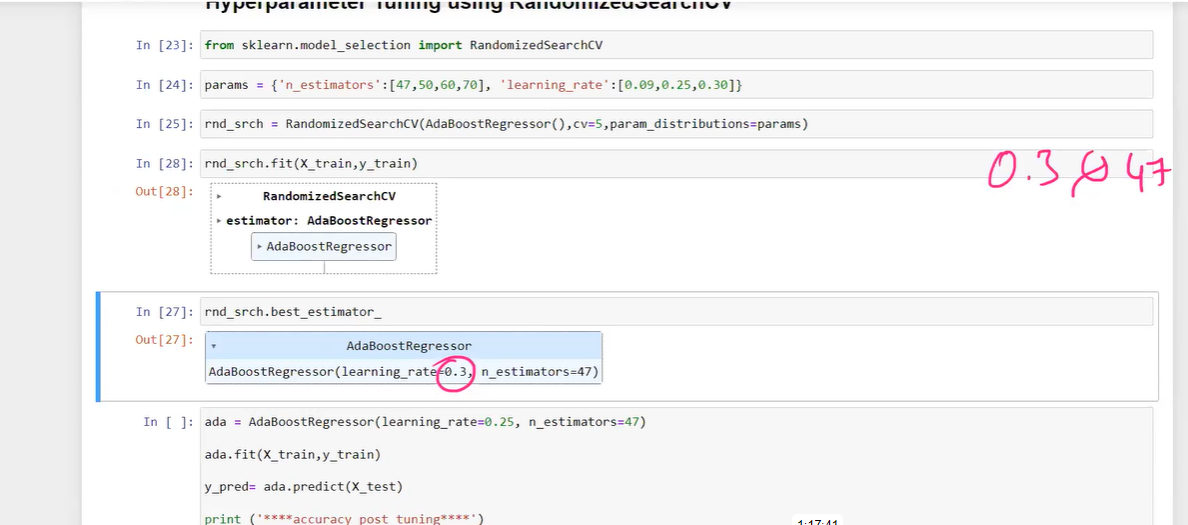 Hyperparameter Tuning using RandomizedSearchCV
In [23]: from sklearn.model_selection import RandomizedSearchCV
In [24]: params = {'n_estimators':[47,50,60,70], 'learning_rate':[0.09,0.25,0.30]}
In [25]: rnd_srch = RandomizedSearchCV(AdaBoostRegressor(),cv=5,param_distributions=params)
In [28]: rnd_srch.fit(X_train,y_train)
0.3, 47
Out[28]:
RandomizedSearchCV
estimator: AdaBoostRegressor
AdaBoostRegressor
In [27]: rnd_srch.best_estimator_
Out[27]:
AdaBoostRegressor
AdaBoostRegressor(learning_rate=0.3, n_estimators=47)
In [ ]: ada = AdaBoostRegressor(learning_rate=0.25, n_estimators=47)
ada.fit(X_train,y_train)
y_pred= ada.predict(X_test)
print ('****accuracy post tuning****')
1:17:41